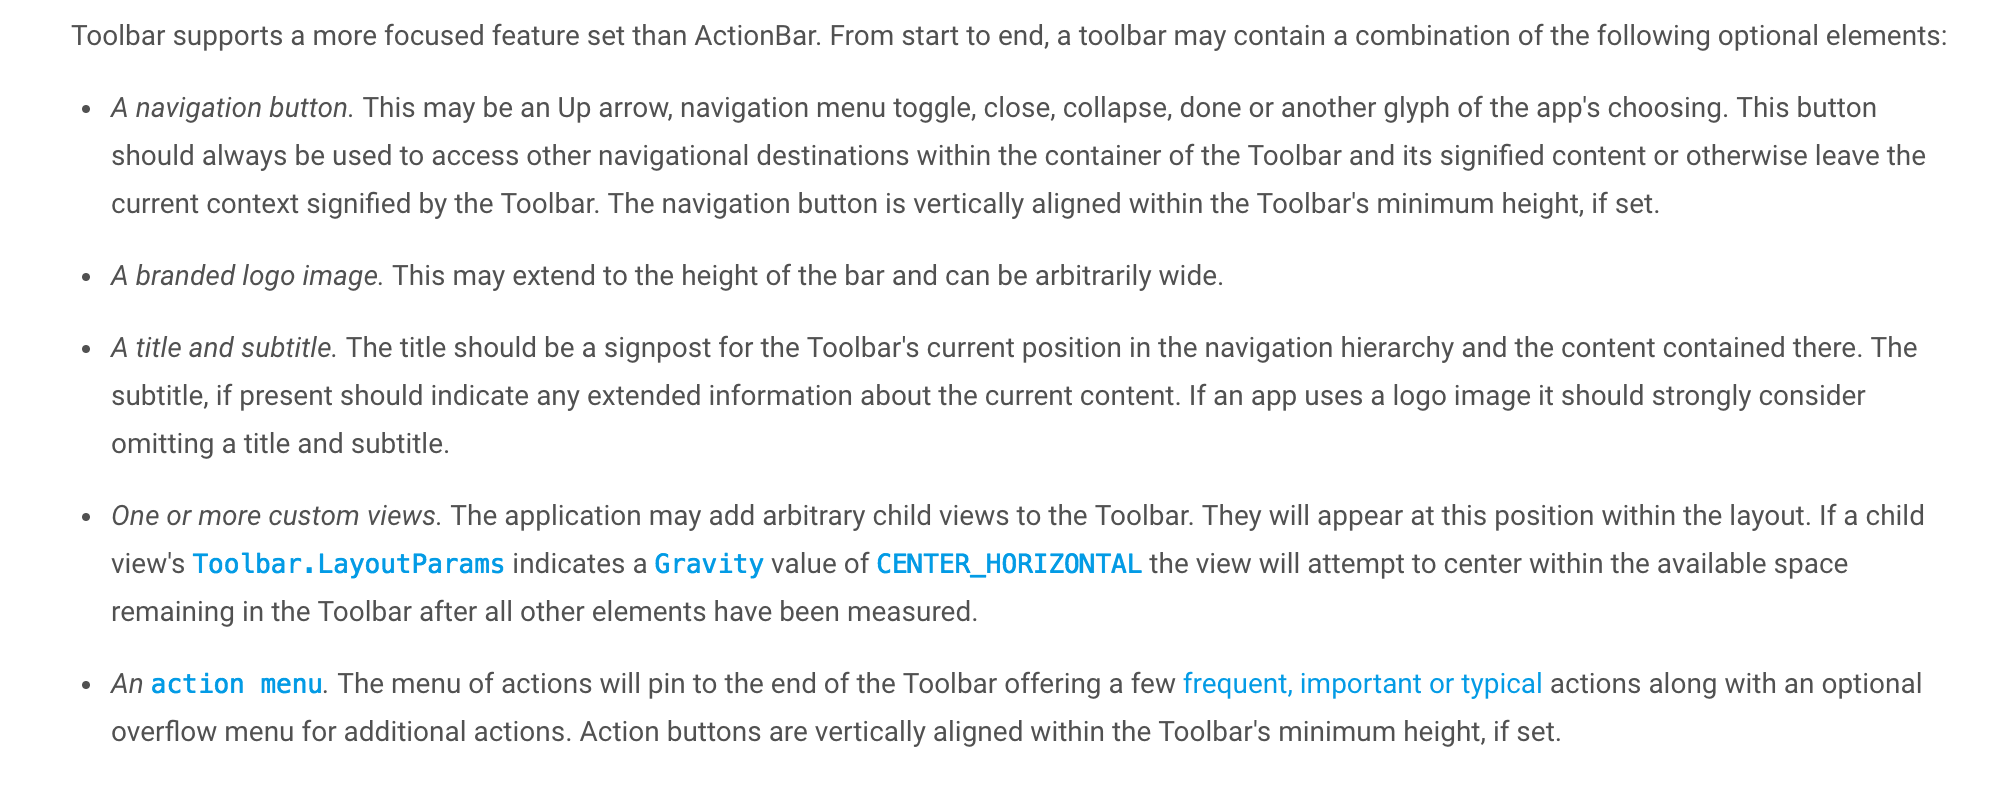 Toolbar supports a more focused feature set than ActionBar. From start to end, a toolbar may contain a combination of the following optional elements:
• A navigation button. This may be an Up arrow, navigation menu toggle, close, collapse, done or another glyph of the app's choosing. This button
should always be used to access other navigational destinations within the container of the Toolbar and its signified content or otherwise leave the
current context signified by the Toolbar. The navigation button is vertically aligned within the Toolbar's minimum height, if set.
• A branded logo image. This may extend to the height of the bar and can be arbitrarily wide.
• A title and subtitle. The title should be a signpost for the Toolbar's current position in the navigation hierarchy and the content contained there. The
subtitle, if present should indicate any extended information about the current content. If an app uses a logo image it should strongly consider
omitting a title and subtitle.
• One or more custom views. The application may add arbitrary child views to the Toolbar. They will appear at this position within the layout. If a child
view's Toolbar.LayoutParams indicates a Gravity value of CENTER_HORIZONTAL the view will attempt to center within the available space
remaining in the Toolbar after all other elements have been measured.
• An action menu. The menu of actions will pin to the end of the Toolbar offering a few frequent, important or typical actions along with an optional
overflow menu for additional actions. Action buttons are vertically aligned within the Toolbar's minimum height, if set.